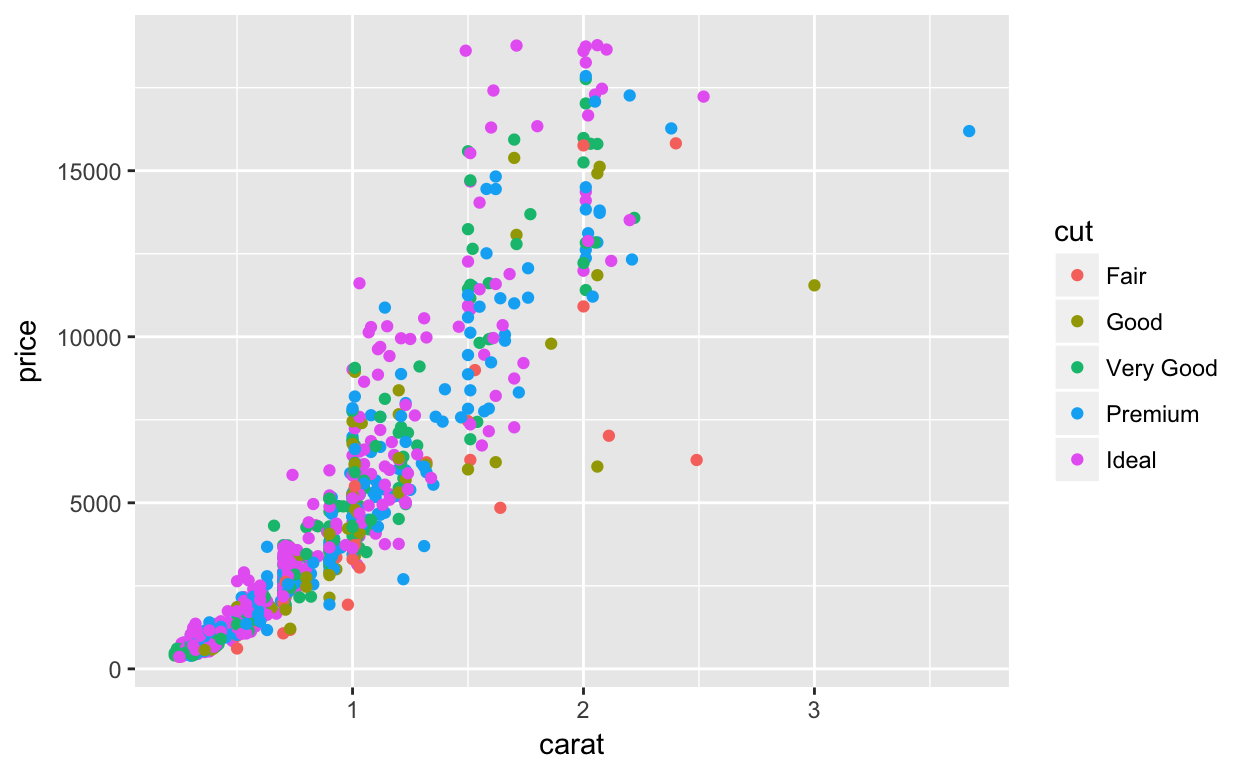 price
15000
10000
5000
0
1
2
3
carat
cut
Fair
Good
Very Good
Premium
Ideal